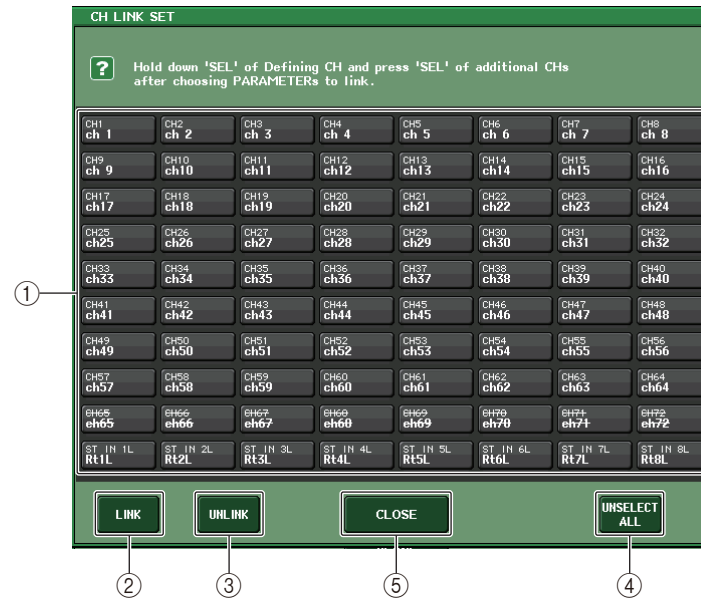 CH LINK SET
?
Hold down 'SEL' of Defining CH and press 'SEL' of additional CHs
after choosing PARAMETERs to link.
CH1 CH2 CH3 CH4 CH5 CH6 CH7 CH8
ch 1 ch 2 ch 3 ch 4 ch 5 ch 6 ch 7 ch 8
CH9 CH10 CH11 CH12 CH13 CH14 CH15 CH16
ch 9 ch10 ch11 ch12 ch13 ch14 ch15 ch16
CH17 CH18 CH19 CH20 CH21 CH22 CH23 CH24
ch17 ch18 ch19 ch20 ch21 ch22 ch23 ch24
CH25 CH26 CH27 CH28 CH29 CH30 CH31 CH32
ch25 ch26 ch27 ch28 ch29 ch30 ch31 ch32
CH33 CH34 CH35 CH36 CH37 CH38 CH39 CH40
ch33 ch34 ch35 ch36 ch37 ch38 ch39 ch40
1
CH41 CH42 CH43 CH44 CH45 CH46 CH47 CH48
ch41 ch42 ch43 ch44 ch45 ch46 ch47 ch48
CH49 CH50 CH51 CH52 CH53 CH54 CH55 CH56
ch49 ch50 ch51 ch52 ch53 ch54 ch55 ch56
CH57 CH58 CH59 CH60 CH61 CH62 CH63 CH64
ch57 ch58 ch59 ch60 ch61 ch62 ch63 ch64
CH65 CH66 CH67 CH68 CH69 CH70 CH71 CH72
ch65 ch66 ch67 ch68 ch69 ch70 ch71 ch72
ST IN 1L ST IN 2L ST IN 3L ST IN 4L ST IN 5L ST IN 6L ST IN 7L ST IN 8L
Rt1L Rt2L Rt3L Rt4L Rt5L Rt6L Rt7L Rt8L
LINK UNLINK CLOSE UNSELECT
ALL
2 3 5 4